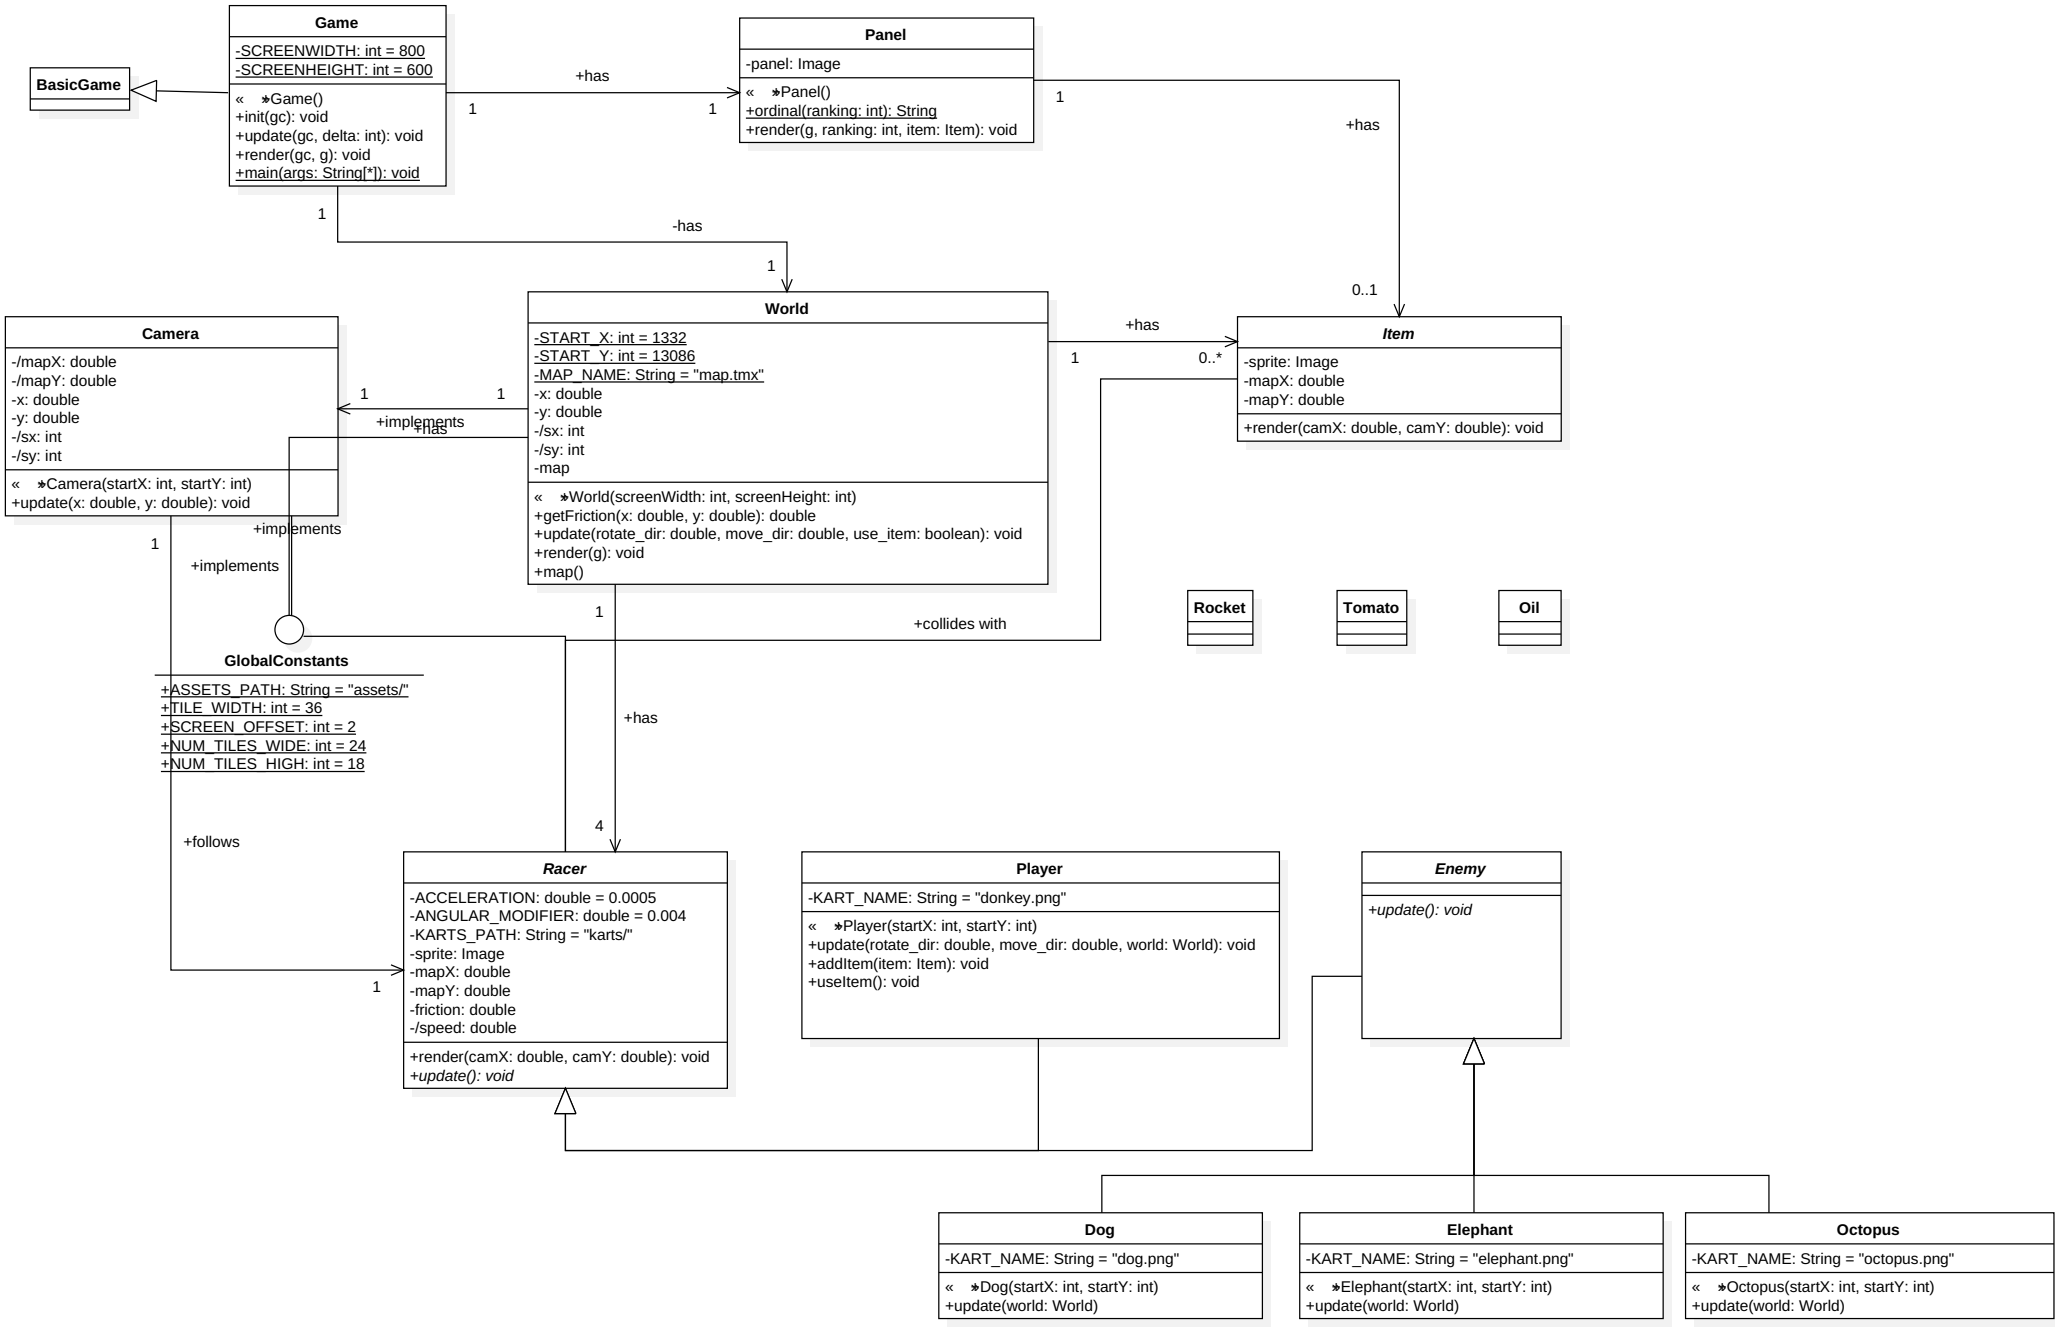 Game
-SCREENWIDTH: int = 800
-SCREENHEIGHT: int = 600
« »Game()
+init(gc): void
+update(gc, delta: int): void
+render(gc, g): void
+main(args: String[*]): void
BasicGame
+has
1
1
Panel
-panel: Image
« »Panel()
+ordinal(ranking: int): String
+render(g, ranking: int, item: Item): void
1
+has
0..1
1
-has
1
Camera
-/mapX: double
-/mapY: double
-x: double
-y: double
-/sx: int
-/sy: int
« »Camera(startX: int, startY: int)
+update(x: double, y: double): void
1
1
+implements
+has
World
-START_X: int = 1332
-START_Y: int = 13086
-MAP_NAME: String = "map.tmx"
-x: double
-y: double
-/sx: int
-/sy: int
-map
« »World(screenWidth: int, screenHeight: int)
+getFriction(x: double, y: double): double
+update(rotate_dir: double, move_dir: double, use_item: boolean): void
+render(g): void
+map()
+has
1
0..*
Item
-sprite: Image
-mapX: double
-mapY: double
+render(camX: double, camY: double): void
+implements
1
+implements
GlobalConstants
+ASSETS_PATH: String = "assets/"
+TILE_WIDTH: int = 36
+SCREEN_OFFSET: int = 2
+NUM_TILES_WIDE: int = 24
+NUM_TILES_HIGH: int = 18
+follows
1
1
+has
4
+collides with
Rocket
Tomato
Oil
Racer
-ACCELERATION: double = 0.0005
-ANGULAR_MODIFIER: double = 0.004
-KARTS_PATH: String = "karts/"
-sprite: Image
-mapX: double
-mapY: double
-friction: double
-/speed: double
+render(camX: double, camY: double): void
+update(): void
Player
-KART_NAME: String = "donkey.png"
« »Player(startX: int, startY: int)
+update(rotate_dir: double, move_dir: double, world: World): void
+addItem(item: Item): void
+useItem(): void
Enemy
+update(): void
Dog
-KART_NAME: String = "dog.png"
« »Dog(startX: int, startY: int)
+update(world: World)
Elephant
-KART_NAME: String = "elephant.png"
« »Elephant(startX: int, startY: int)
+update(world: World)
Octopus
-KART_NAME: String = "octopus.png"
« »Octopus(startX: int, startY: int)
+update(world: World)